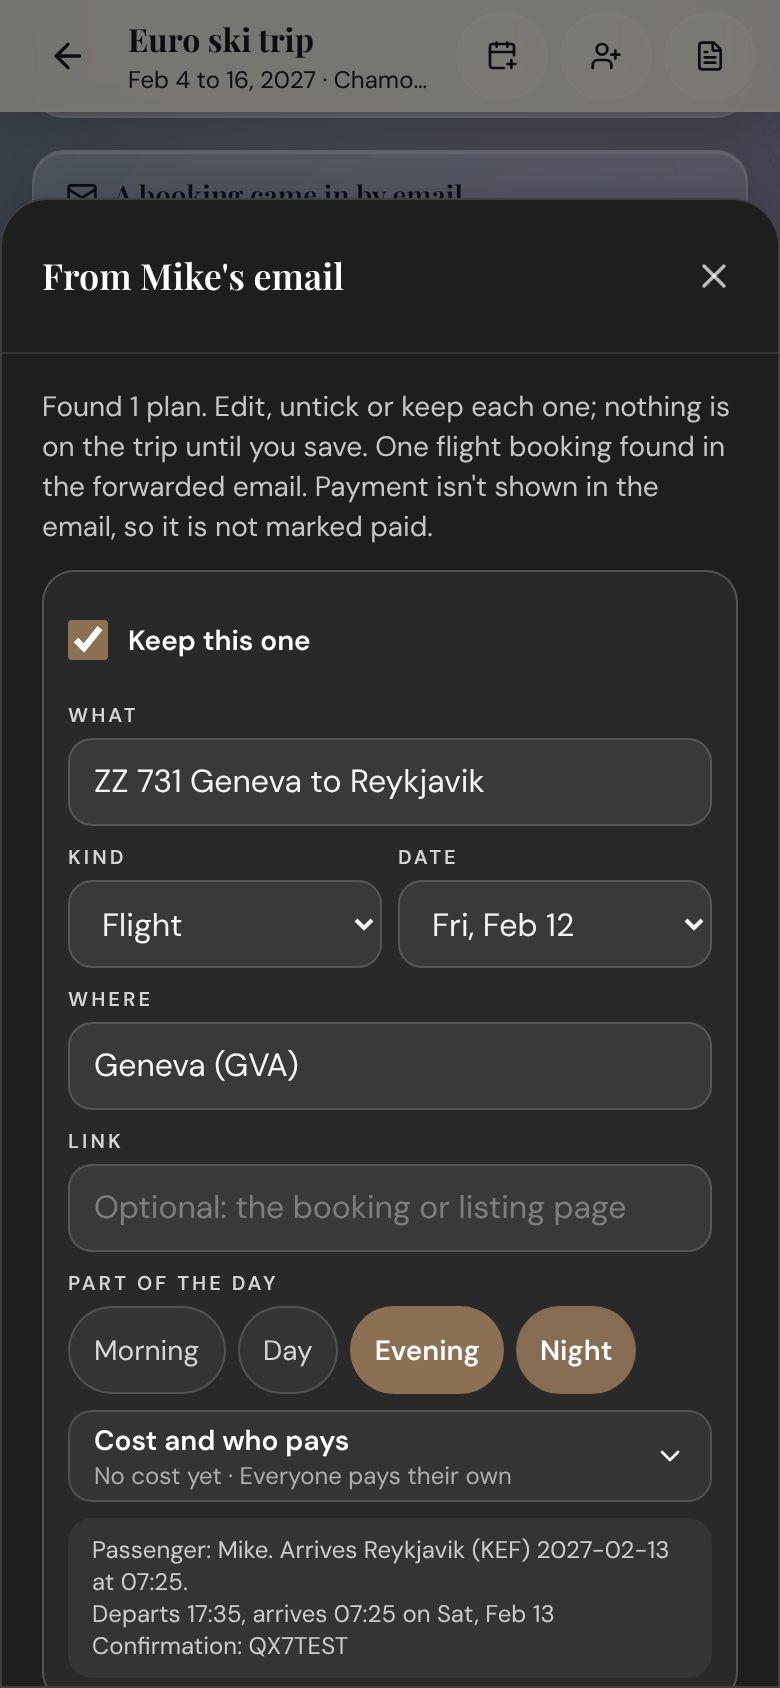 Euro ski trip
Feb 4 to 16, 2027 · Chamo...
A booking came in by email
From Mike's email
Found 1 plan. Edit, untick or keep each one; nothing is
on the trip until you save. One flight booking found in
the forwarded email. Payment isn't shown in the
email, so it is not marked paid.
Keep this one
WHAT
ZZ 731 Geneva to Reykjavik
KIND
DATE
Flight
Fri, Feb 12
WHERE
Geneva (GVA)
LINK
Optional: the booking or listing page
PART OF THE DAY
Morning
Day
Evening
Night
Cost and who pays
No cost yet · Everyone pays their own
Passenger: Mike. Arrives Reykjavik (KEF) 2027-02-13
at 07:25.
Departs 17:35, arrives 07:25 on Sat, Feb 13
Confirmation: QX7TEST